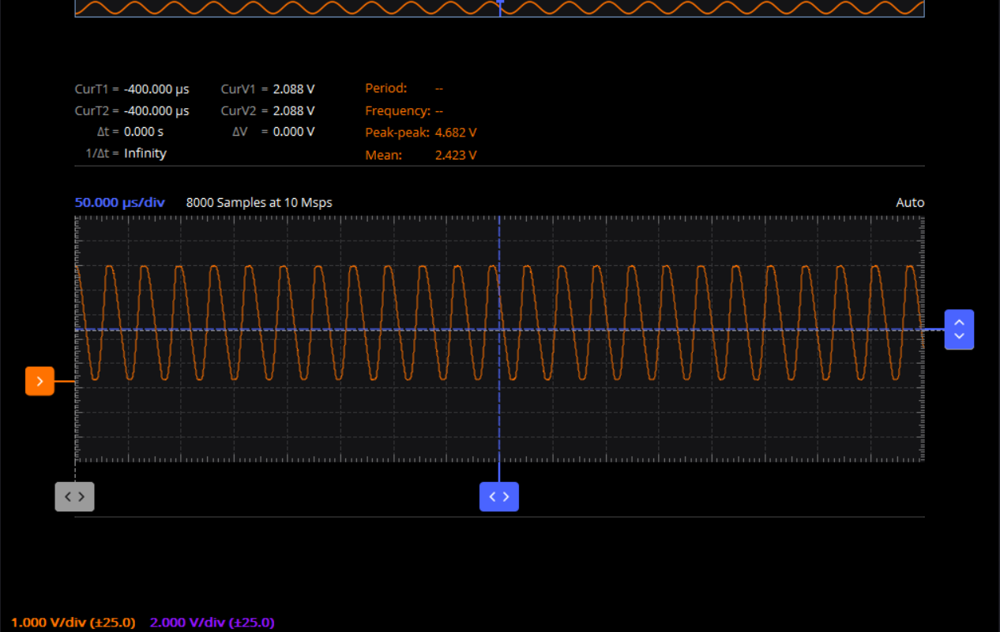 CurT1 = -400.000 µs CurV1 = 2.088 V Period: --
CurT2 = -400.000 µs CurV2 = 2.088 V Frequency: --
Δt = 0.000 s ΔV = 0.000 V Peak-peak: 4.682 V
1/Δt = Infinity Mean: 2.423 V
50.000 µs/div 8000 Samples at 10 Msps Auto
1.000 V/div (±25.0) 2.000 V/div (±25.0)